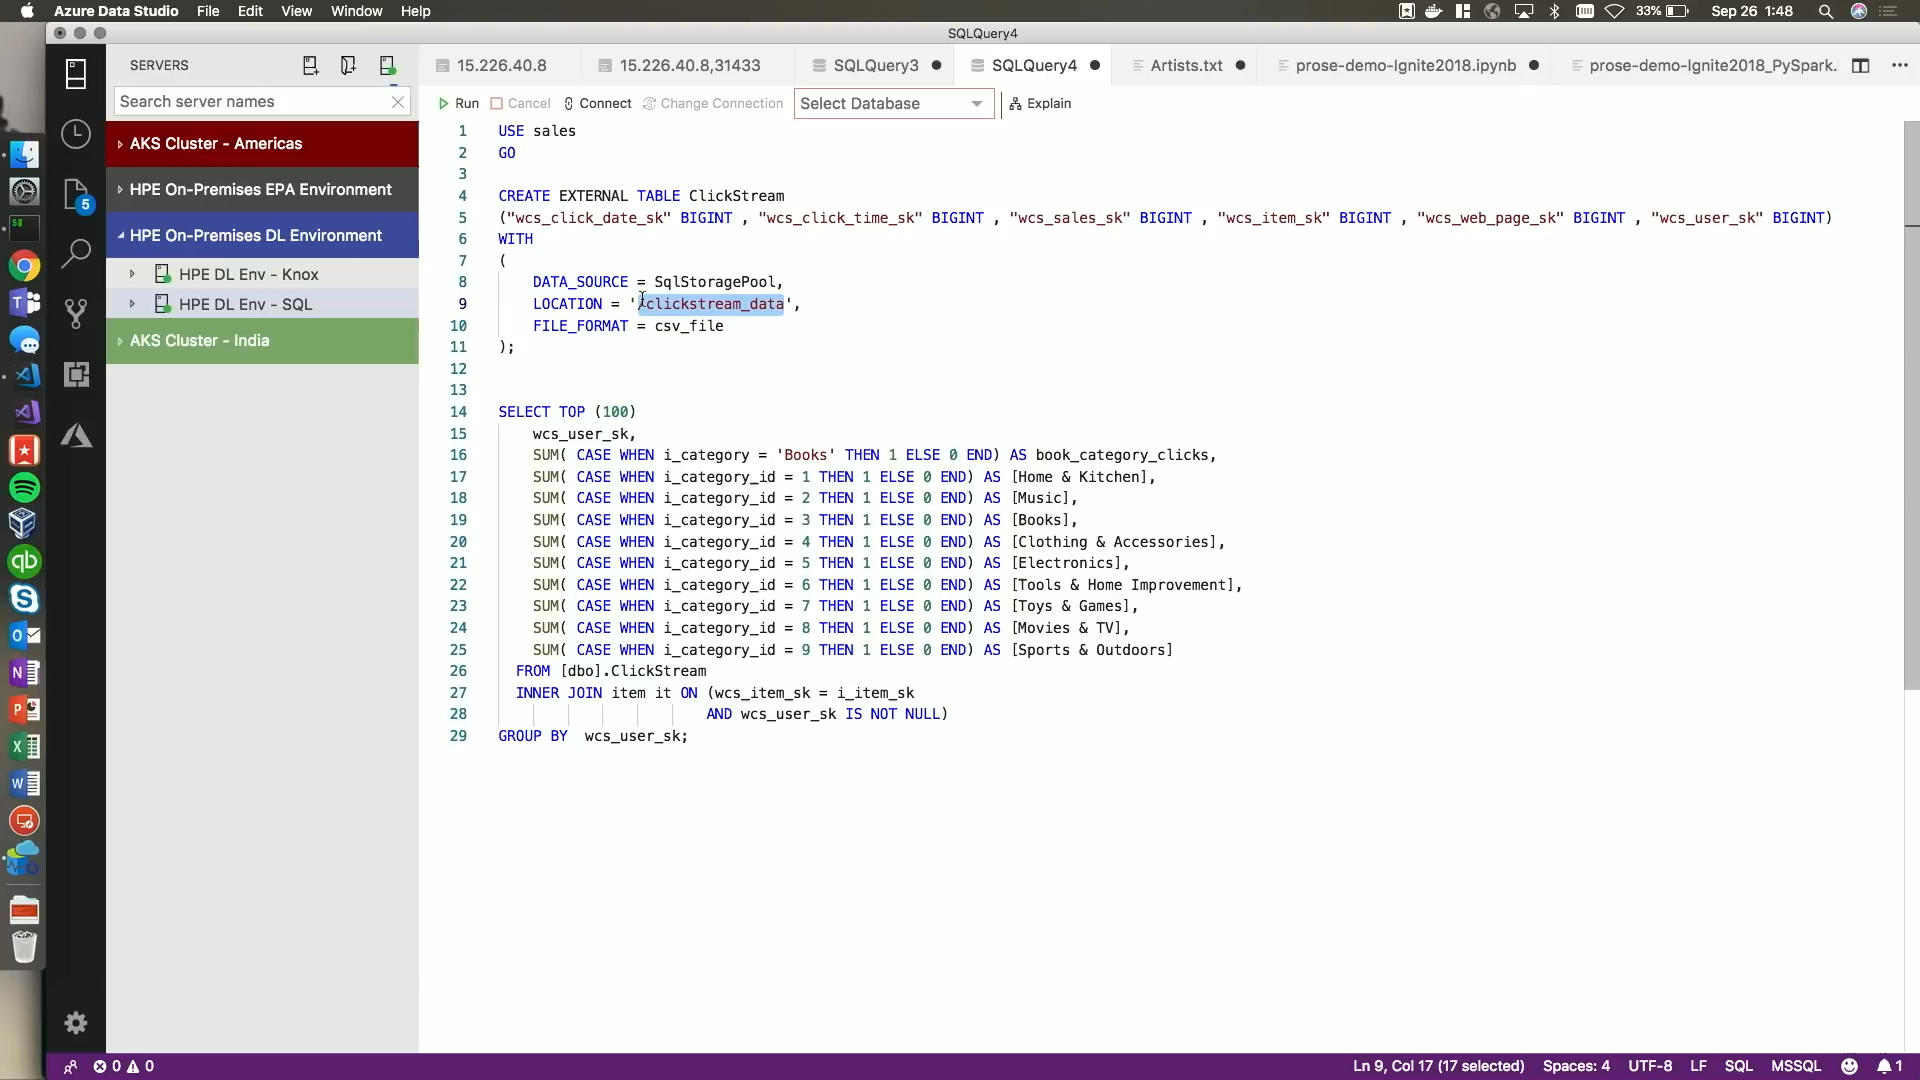 Azure Data Studio File Edit View Window Help 33% Sep 26 1:48
SQLQuery4
SERVERS
15.226.40.8
15.226.40.8,31433
SQLQuery3
SQLQuery4
Artists.txt
prose-demo-Ignite2018.ipynb
prose-demo-Ignite2018_PySpark.
Search server names
Run Cancel Connect Change Connection Select Database Explain
AKS Cluster - Americas
HPE On-Premises EPA Environment
HPE On-Premises DL Environment
HPE DL Env - Knox
HPE DL Env - SQL
AKS Cluster - India
5
1 USE sales
2 GO
3
4 CREATE EXTERNAL TABLE ClickStream
5 ("wcs_click_date_sk" BIGINT , "wcs_click_time_sk" BIGINT , "wcs_sales_sk" BIGINT , "wcs_item_sk" BIGINT , "wcs_web_page_sk" BIGINT , "wcs_user_sk" BIGINT)
6 WITH
7 (
8 DATA_SOURCE = SqlStoragePool,
9 LOCATION = '/clickstream_data',
10 FILE_FORMAT = csv_file
11 );
12
13
14 SELECT TOP (100)
15 wcs_user_sk,
16 SUM( CASE WHEN i_category = 'Books' THEN 1 ELSE 0 END) AS book_category_clicks,
17 SUM( CASE WHEN i_category_id = 1 THEN 1 ELSE 0 END) AS [Home & Kitchen],
18 SUM( CASE WHEN i_category_id = 2 THEN 1 ELSE 0 END) AS [Music],
19 SUM( CASE WHEN i_category_id = 3 THEN 1 ELSE 0 END) AS [Books],
20 SUM( CASE WHEN i_category_id = 4 THEN 1 ELSE 0 END) AS [Clothing & Accessories],
21 SUM( CASE WHEN i_category_id = 5 THEN 1 ELSE 0 END) AS [Electronics],
22 SUM( CASE WHEN i_category_id = 6 THEN 1 ELSE 0 END) AS [Tools & Home Improvement],
23 SUM( CASE WHEN i_category_id = 7 THEN 1 ELSE 0 END) AS [Toys & Games],
24 SUM( CASE WHEN i_category_id = 8 THEN 1 ELSE 0 END) AS [Movies & TV],
25 SUM( CASE WHEN i_category_id = 9 THEN 1 ELSE 0 END) AS [Sports & Outdoors]
26 FROM [dbo].ClickStream
27 INNER JOIN item it ON (wcs_item_sk = i_item_sk
28 AND wcs_user_sk IS NOT NULL)
29 GROUP BY wcs_user_sk;
0 0 Ln 9, Col 17 (17 selected) Spaces: 4 UTF-8 LF SQL MSSQL 1